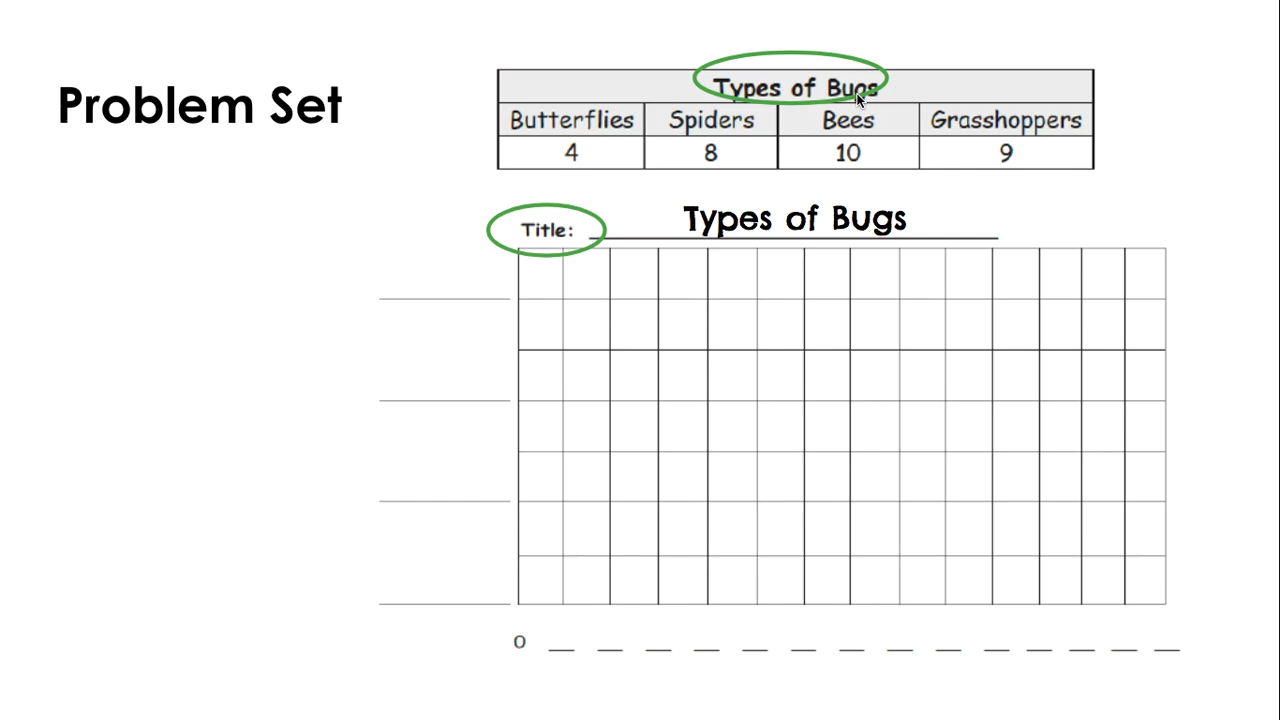 Problem Set
Types of Bugs
Butterflies Spiders Bees Grasshoppers
4 8 10 9
Title: Types of Bugs
0